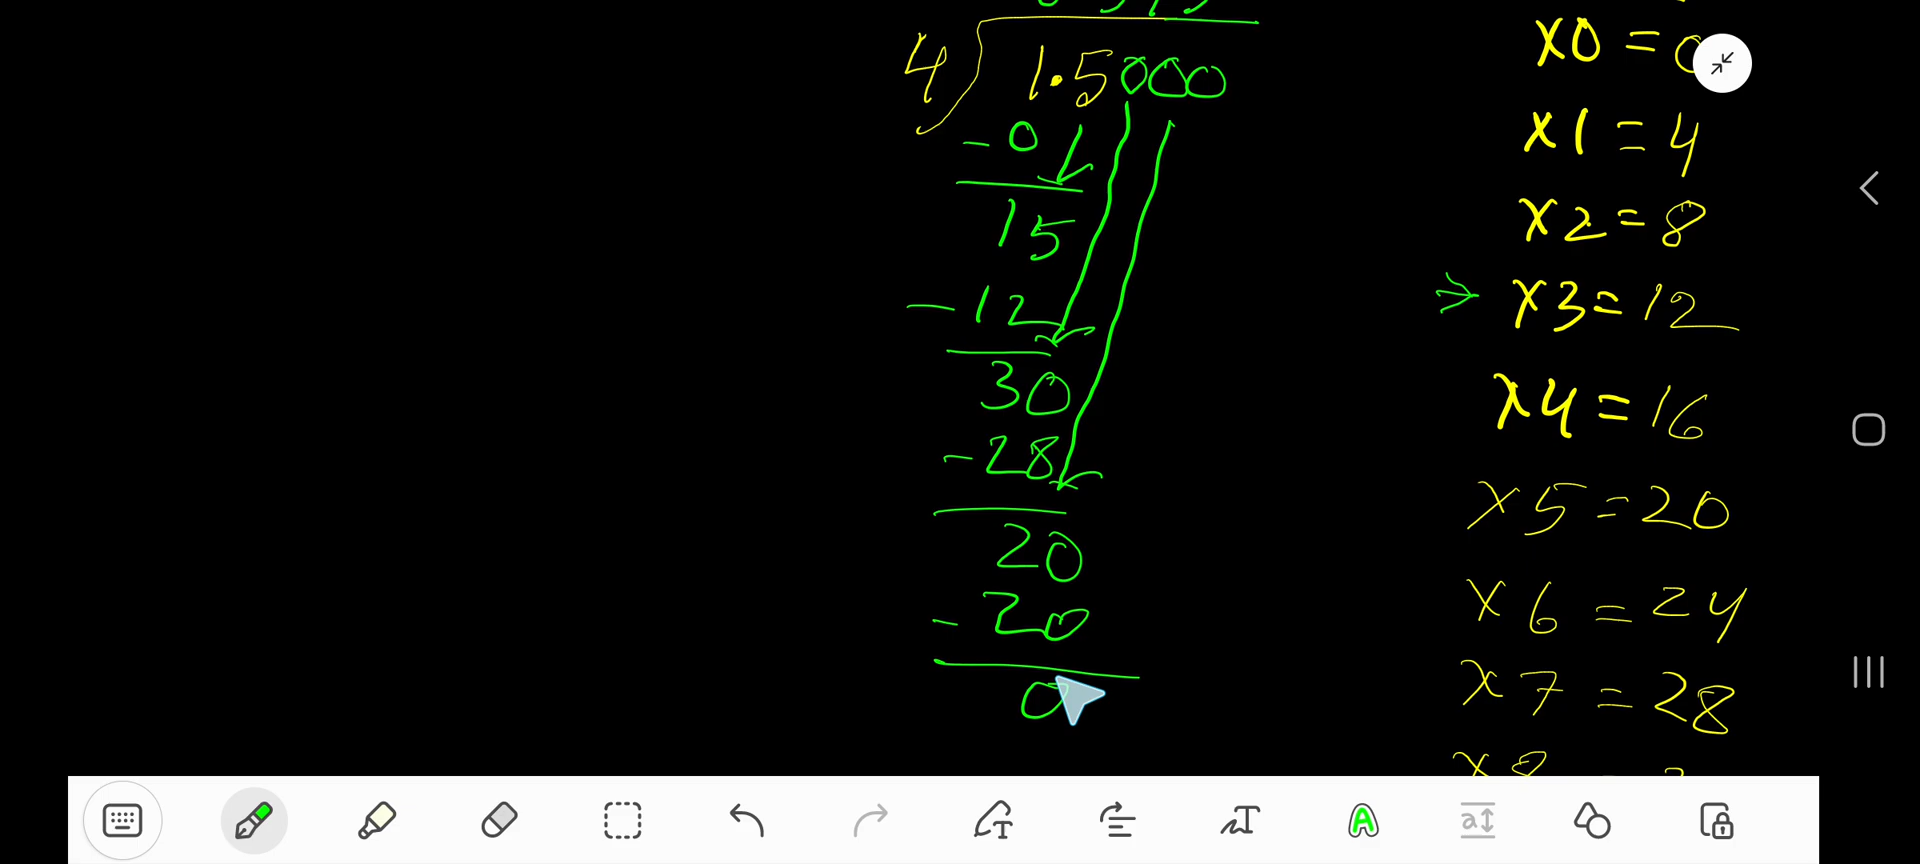 4 1.5000
- 0
15
- 12
30
- 28
20
- 20
0
x0 = 0
x1 = 4
x2 = 8
x3 = 12
x4 = 16
x5 = 20
x6 = 24
x7 = 28